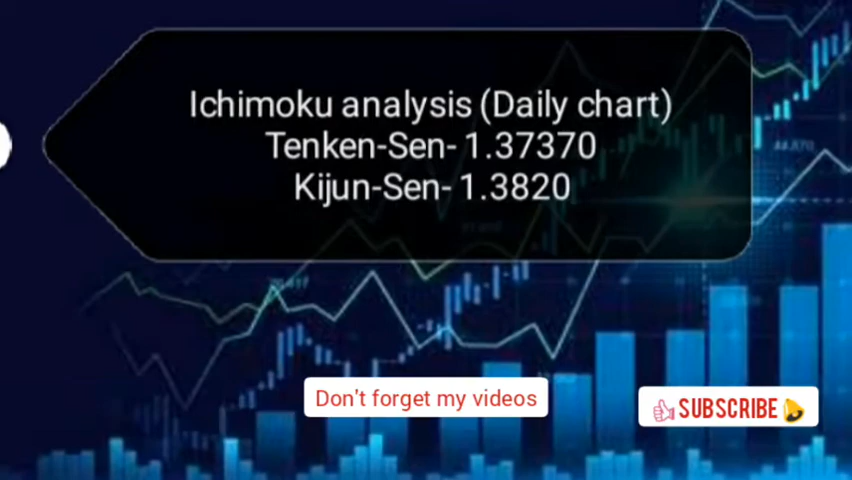 Ichimoku analysis (Daily chart)
Tenken-Sen- 1.37370
Kijun-Sen- 1.3820
Don't forget my videos
SUBSCRIBE